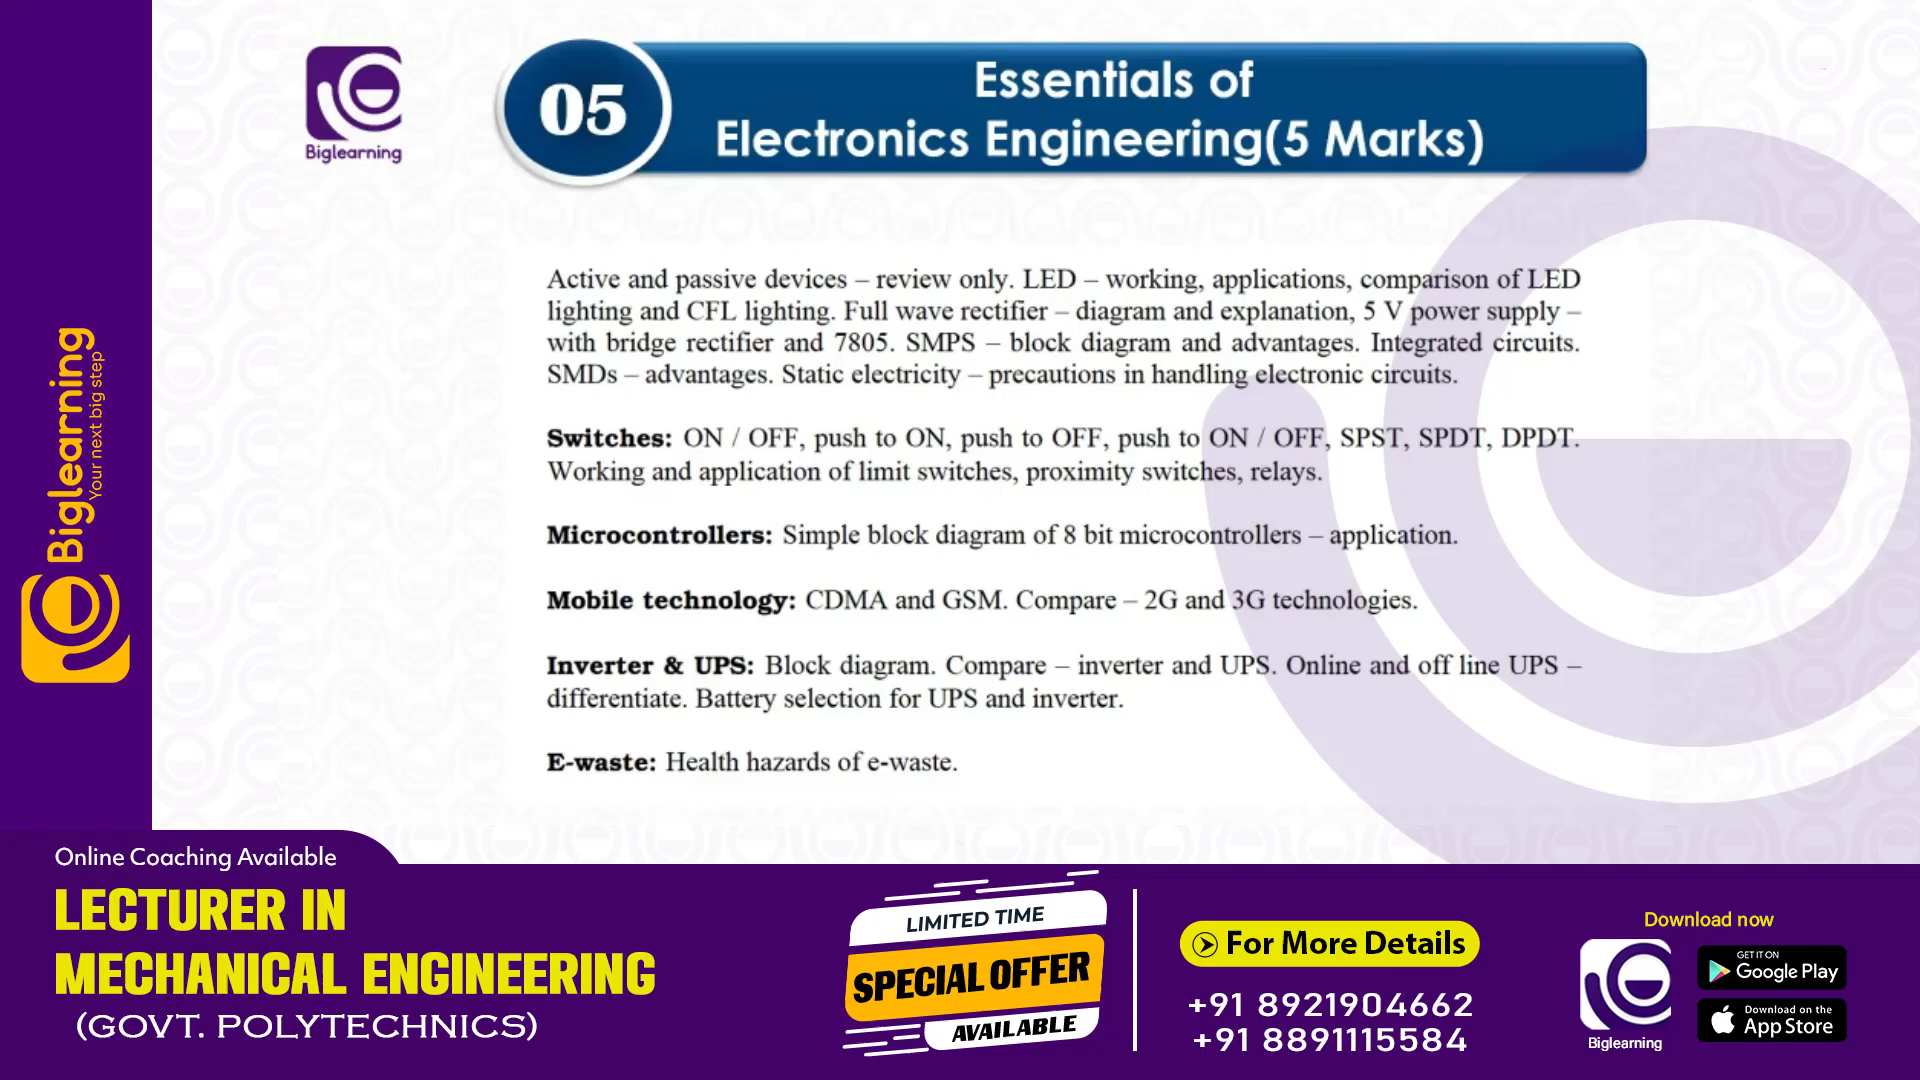 Biglearning
05
Essentials of
Electronics Engineering(5 Marks)
Active and passive devices – review only. LED – working, applications, comparison of LED
lighting and CFL lighting. Full wave rectifier – diagram and explanation, 5 V power supply –
with bridge rectifier and 7805. SMPS – block diagram and advantages. Integrated circuits.
SMDs – advantages. Static electricity – precautions in handling electronic circuits.
Switches: ON / OFF, push to ON, push to OFF, push to ON / OFF, SPST, SPDT, DPDT.
Working and application of limit switches, proximity switches, relays.
Microcontrollers: Simple block diagram of 8 bit microcontrollers – application.
Mobile technology: CDMA and GSM. Compare – 2G and 3G technologies.
Inverter & UPS: Block diagram. Compare – inverter and UPS. Online and off line UPS –
differentiate. Battery selection for UPS and inverter.
E-waste: Health hazards of e-waste.
Biglearning
Your next big step
Online Coaching Available
LECTURER IN
MECHANICAL ENGINEERING
(GOVT. POLYTECHNICS)
LIMITED TIME
SPECIAL OFFER
AVAILABLE
For More Details
+91 8921904662
+91 8891115584
Download now
Biglearning
GET IT ON
Google Play
Download on the
App Store